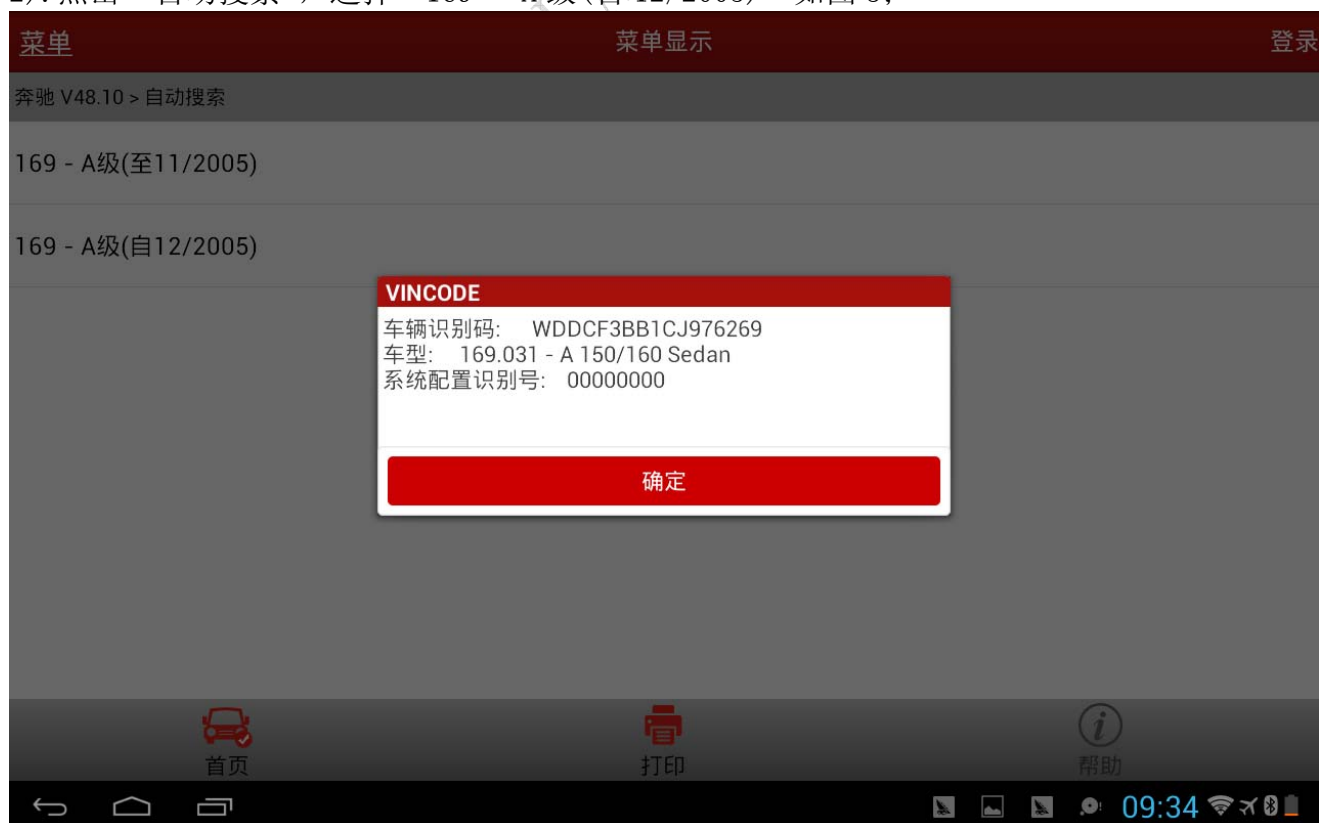 菜单 菜单显示 登录
奔驰 V48.10 > 自动搜索
169 - A级(至11/2005)
169 - A级(自12/2005)
VINCODE
车辆识别码: WDDCF3BB1CJ976269
车型: 169.031 - A 150/160 Sedan
系统配置识别号: 00000000
确定
首页 打印 帮助
09:34